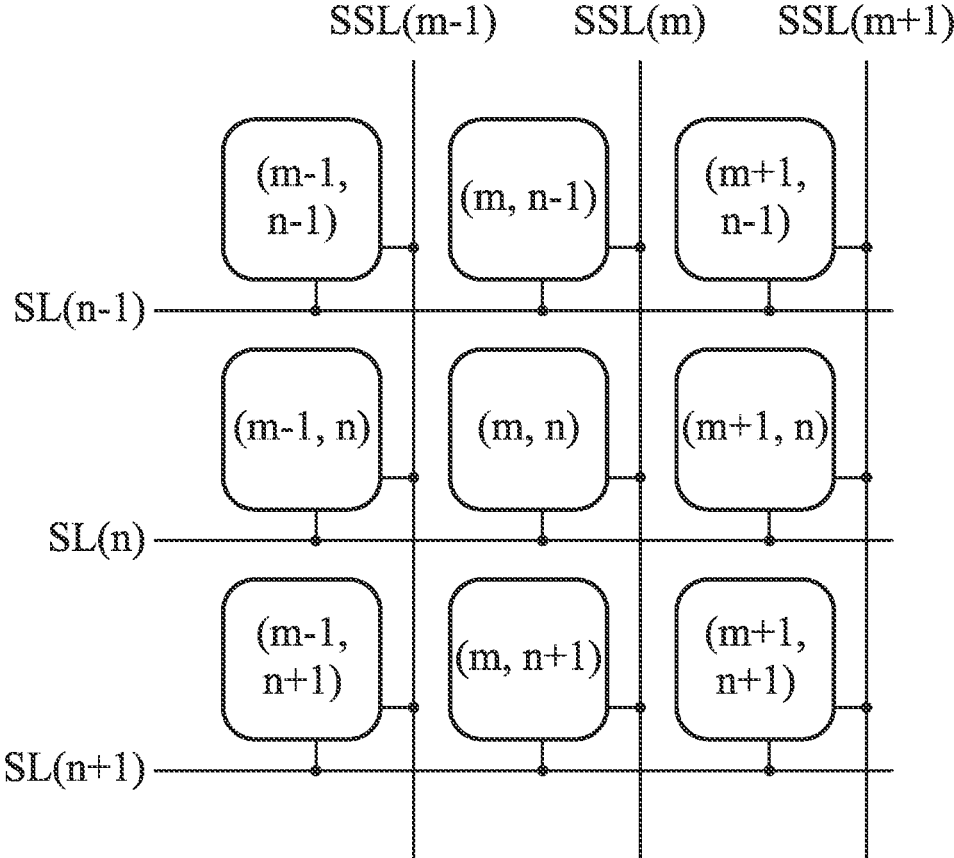 SSL(m-1) SSL(m) SSL(m+1)
(m-1,
n-1)
(m, n-1)
(m+1,
n-1)
SL(n-1)
(m-1, n)
(m, n)
(m+1, n)
SL(n)
(m-1,
n+1)
(m, n+1)
(m+1,
n+1)
SL(n+1)